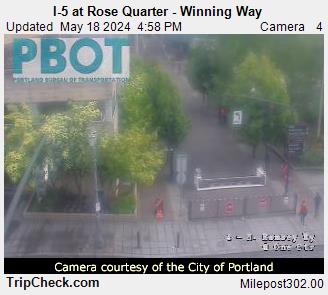 I-5 at Rose Quarter - Winning Way
Updated May 18 2024 4:58 PM Camera 4
PBOT
PORTLAND BUREAU OF TRANSPORTATION
Camera courtesy of the City of Portland
TripCheck.com Milepost302.00